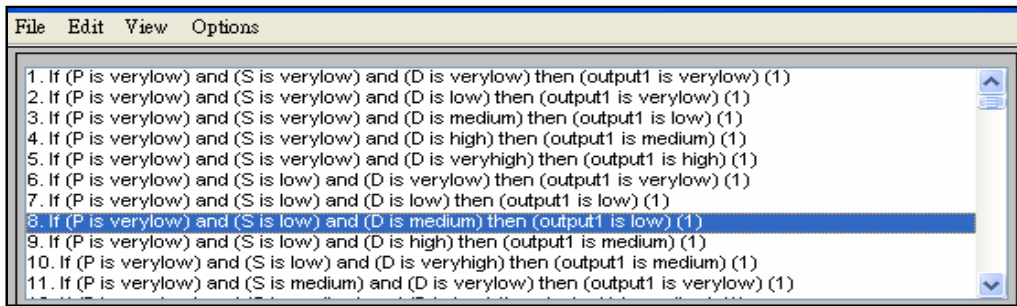 File Edit View Options
1. If (P is verylow) and (S is verylow) and (D is verylow) then (output1 is verylow) (1)
2. If (P is verylow) and (S is verylow) and (D is low) then (output1 is verylow) (1)
3. If (P is verylow) and (S is verylow) and (D is medium) then (output1 is low) (1)
4. If (P is verylow) and (S is verylow) and (D is high) then (output1 is medium) (1)
5. If (P is verylow) and (S is verylow) and (D is veryhigh) then (output1 is high) (1)
6. If (P is verylow) and (S is low) and (D is verylow) then (output1 is verylow) (1)
7. If (P is verylow) and (S is low) and (D is low) then (output1 is low) (1)
8. If (P is verylow) and (S is low) and (D is medium) then (output1 is low) (1)
9. If (P is verylow) and (S is low) and (D is high) then (output1 is medium) (1)
10. If (P is verylow) and (S is low) and (D is veryhigh) then (output1 is medium) (1)
11. If (P is verylow) and (S is medium) and (D is verylow) then (output1 is verylow) (1)